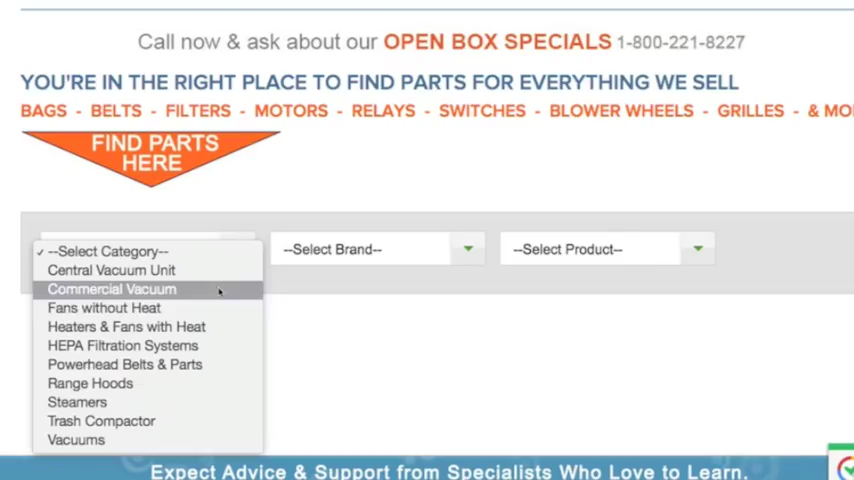 Call now & ask about our OPEN BOX SPECIALS 1-800-221-8227
YOU'RE IN THE RIGHT PLACE TO FIND PARTS FOR EVERYTHING WE SELL
BAGS - BELTS - FILTERS - MOTORS - RELAYS - SWITCHES - BLOWER WHEELS - GRILLES - &
FIND PARTS
HERE
--Select Brand--
--Select Product--
✓ --Select Category--
Central Vacuum Unit
Commercial Vacuum
Fans without Heat
Heaters & Fans with Heat
HEPA Filtration Systems
Powerhead Belts & Parts
Range Hoods
Steamers
Trash Compactor
Vacuums
Expect Advice & Support from Specialists Who Love to Learn.